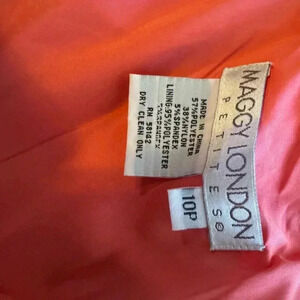 MAGGY LONDON
PETITES®
10P
MADE IN CHINA
57% POLYESTER
38% NYLON
5% SPANDEX
LINING:95% POLYESTER
5% SPANDEX
RN 58142
DRY CLEAN ONLY